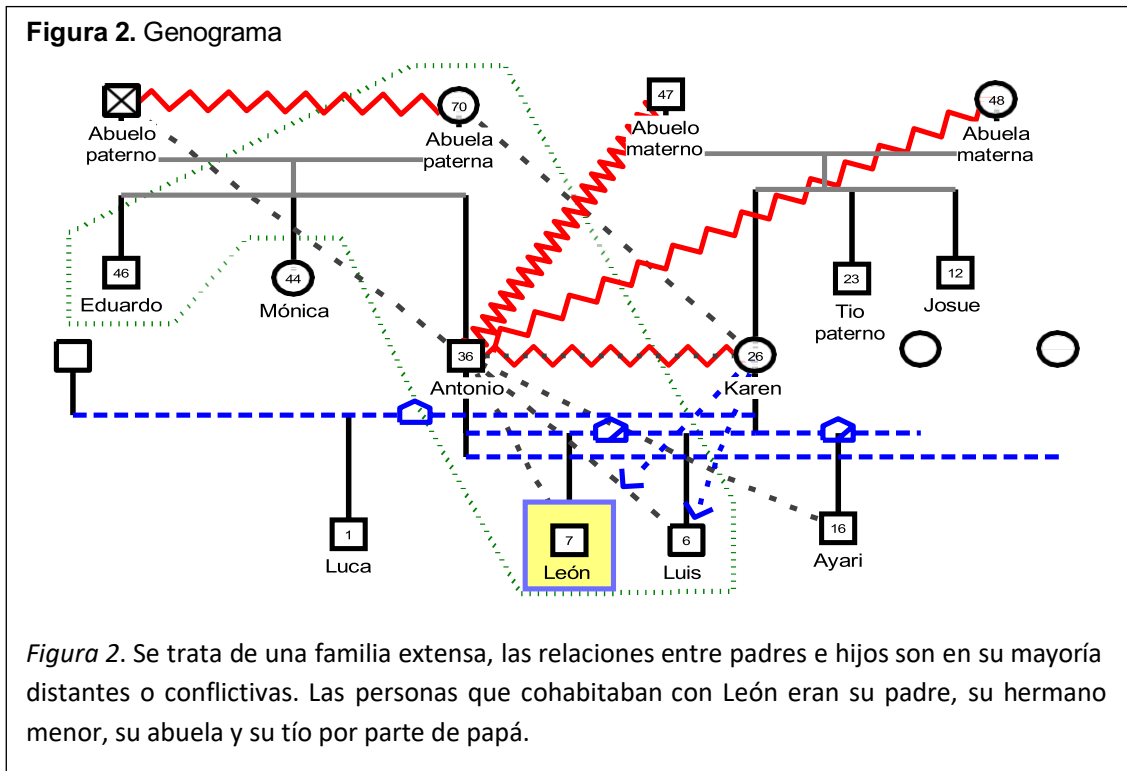 Figura 2. Genograma
70
47
48
Abuelo
paterno
Abuela
paterna
Abuelo
materno
Abuela
materna
46
44
23
12
Eduardo
Mónica
Tio
paterno
Josue
36
26
Antonio
Karen
1
7
6
16
Luca
León
Luis
Ayari
Figura 2. Se trata de una familia extensa, las relaciones entre padres e hijos son en su mayoría
distantes o conflictivas. Las personas que cohabitaban con León eran su padre, su hermano
menor, su abuela y su tío por parte de papá.